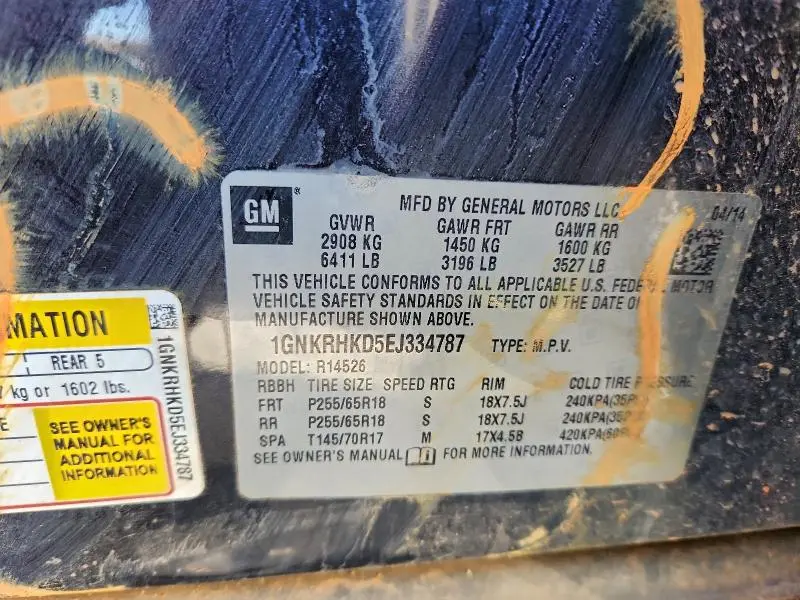 GM
MFD BY GENERAL MOTORS LLC
04/14
GVWR GAWR FRT GAWR RR
2908 KG 1450 KG 1600 KG
6411 LB 3196 LB 3527 LB
THIS VEHICLE CONFORMS TO ALL APPLICABLE U.S. FEDERAL MOTOR
VEHICLE SAFETY STANDARDS IN EFFECT ON THE DATE OF
MANUFACTURE SHOWN ABOVE.
1GNKRHKD5EJ334787 TYPE: M.P.V.
MODEL: R14526
RBBH TIRE SIZE SPEED RTG RIM COLD TIRE PRESSURE
FRT P255/65R18 S 18X7.5J 240KPA(35PSI)
RR P255/65R18 S 18X7.5J 240KPA(35PSI)
SPA T145/70R17 M 17X4.5B 420KPA(60PSI)
SEE OWNER'S MANUAL FOR MORE INFORMATION.
MATION
REAR 5
kg or 1602 lbs.
SEE OWNER'S
MANUAL FOR
ADDITIONAL
INFORMATION
1GNKRHKD5EJ334787